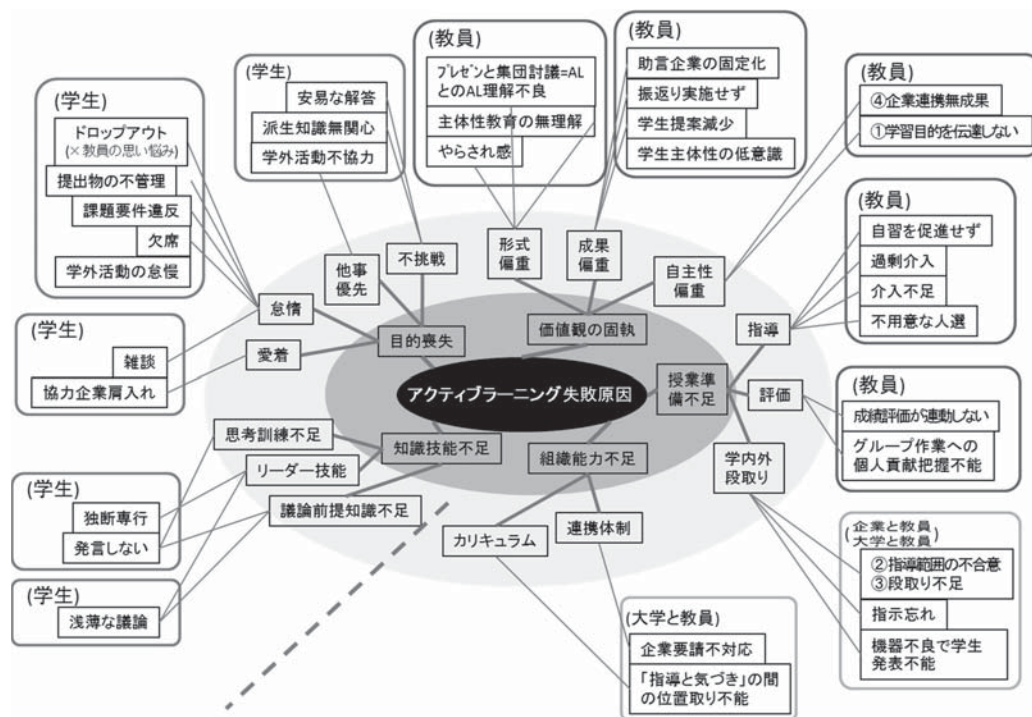 (学生)
ドロップアウト
(×教員の思い悩み)
提出物の不管理
課題要件違反
欠席
学外活動の怠慢
(学生)
安易な解答
派生知識無関心
学外活動不協力
(教員)
プレゼンと集団討議=AL
とのAL理解不良
主体性教育の無理解
やらされ感
(教員)
助言企業の固定化
振返り実施せず
学生提案減少
学生主体性の低意識
(教員)
④企業連携無成果
①学習目的を伝達しない
(教員)
自習を促進せず
過剰介入
介入不足
不用意な人選
(学生)
雑談
協力企業肩入れ
怠惰
愛着
他事
優先
不挑戦
目的喪失
形式
偏重
成果
偏重
自主性
偏重
価値観の固執
指導
アクティブラーニング失敗原因
授業準
備不足
評価
(教員)
成績評価が連動しない
グループ作業への
個人貢献把握不能
思考訓練不足
リーダー技能
議論前提知識不足
知識技能不足
組織能力不足
学内外
段取り
カリキュラム
連携体制
(学生)
独断専行
発言しない
(学生)
浅薄な議論
(大学と教員)
企業要請不対応
「指導と気づき」の間
の位置取り不能
(企業と教員
大学と教員)
②指導範囲の不合意
③段取り不足
指示忘れ
機器不良で学生
発表不能